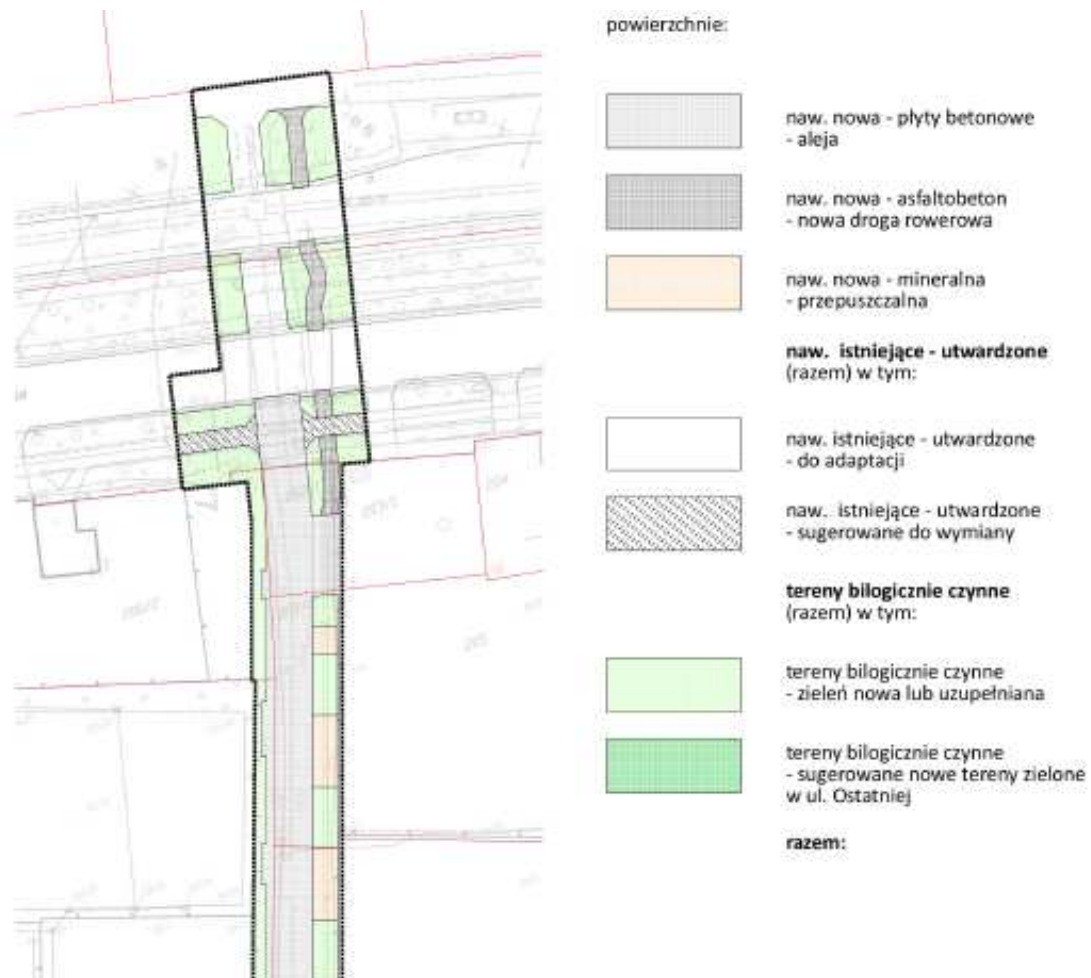 powierzchnie:
naw. nowa - płyty betonowe
- aleja
naw. nowa - asfaltobeton
- nowa droga rowerowa
naw. nowa - mineralna
- przepuszczalna
naw. istniejące - utwardzone
(razem) w tym:
naw. istniejące - utwardzone
- do adaptacji
naw. istniejące - utwardzone
- sugerowane do wymiany
tereny bilogicznie czynne
(razem) w tym:
tereny bilogicznie czynne
- zieleń nowa lub uzupełniana
tereny bilogicznie czynne
- sugerowane nowe tereny zielone
w ul. Ostatniej
razem: